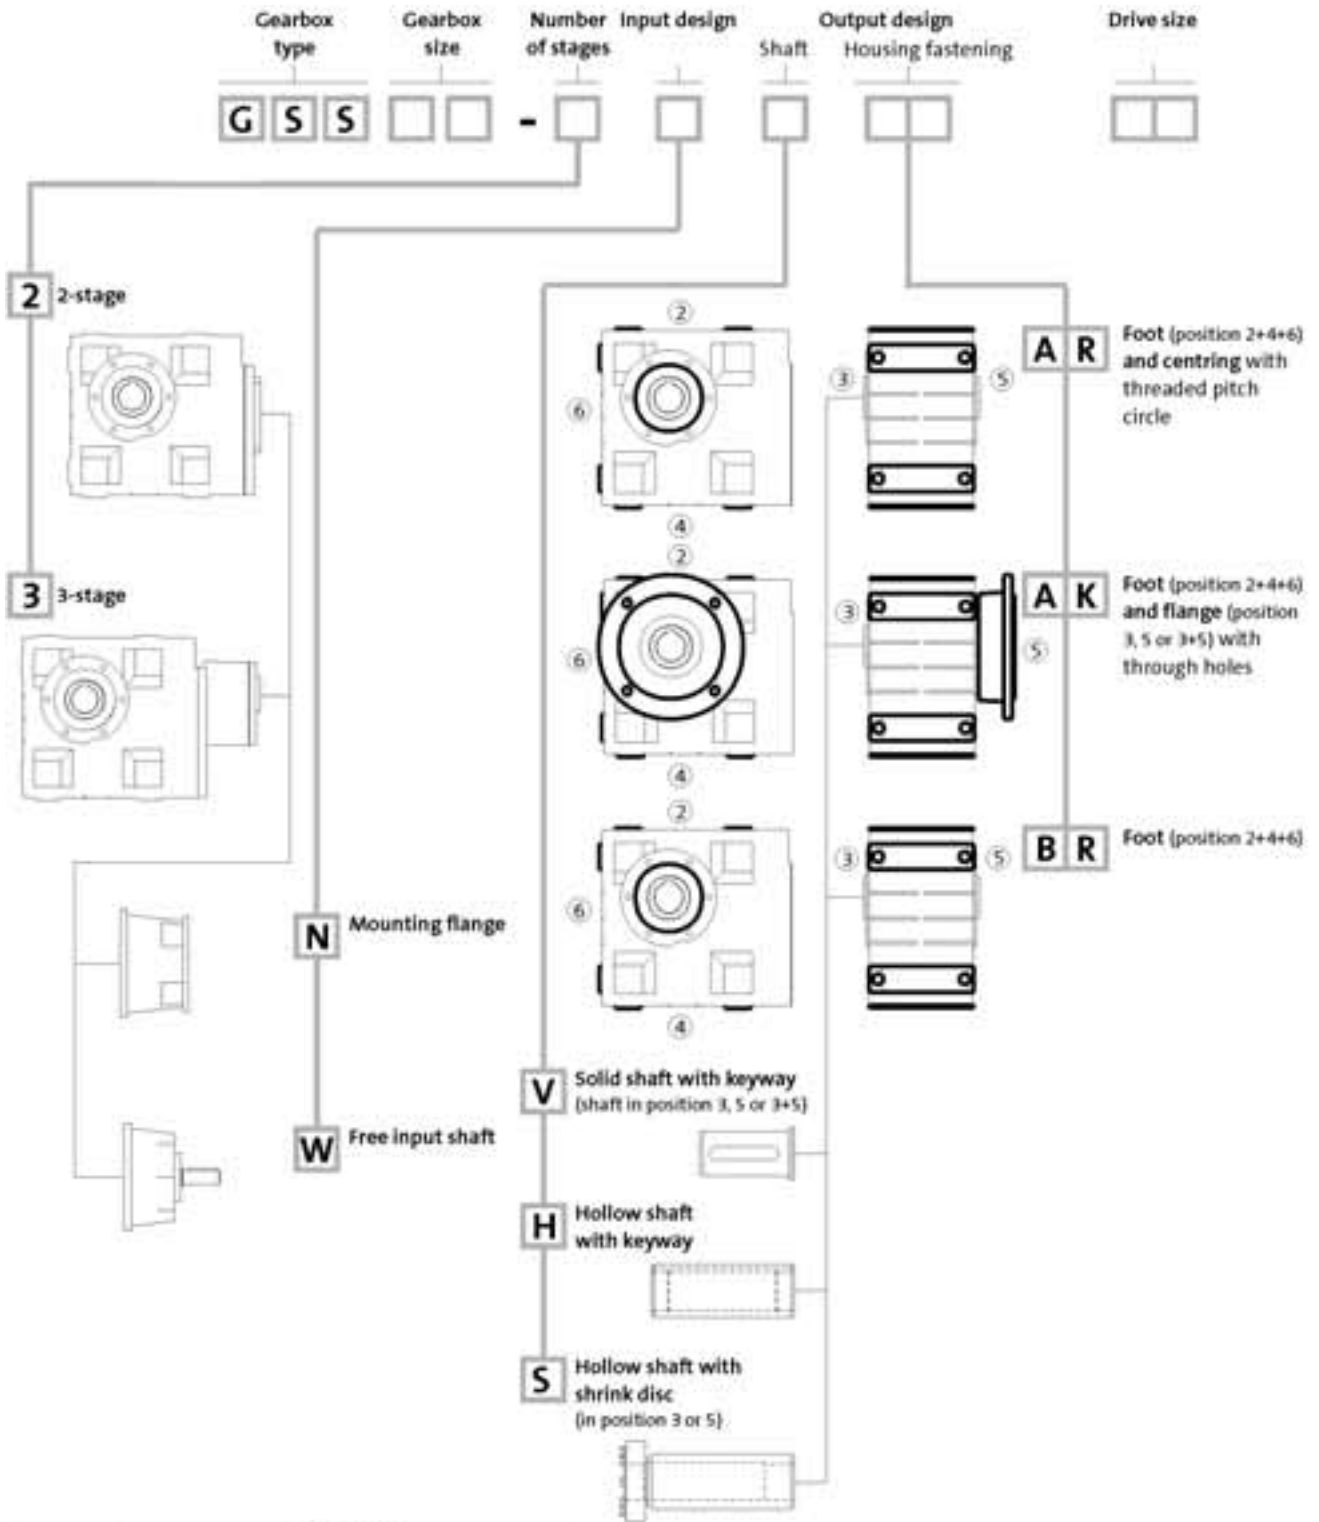 Gearbox type
Gearbox size
Number of stages
Input design
Output design
Shaft
Housing fastening
Drive size
G S S - 
2 2-stage
3 3-stage
N Mounting flange
W Free input shaft
2
6
4
3
5
A R
Foot (position 2+4+6)
and centring with
threaded pitch
circle
2
6
4
3
5
A K
Foot (position 2+4+6)
and flange (position
3, 5 or 3+5) with
through holes
2
6
4
3
5
B R
Foot (position 2+4+6)
V Solid shaft with keyway
(shaft in position 3, 5 or 3+5)
H Hollow shaft
with keyway
S Hollow shaft with
shrink disc
(in position 3 or 5)